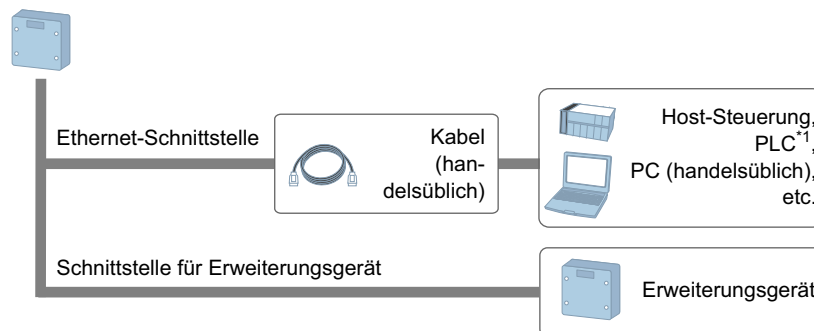 Ethernet-Schnittstelle
Kabel
(han-
delsüblich)
Host-Steuerung,
PLC*1,
PC (handelsüblich),
etc.
Schnittstelle für Erweiterungsgerät
Erweiterungsgerät